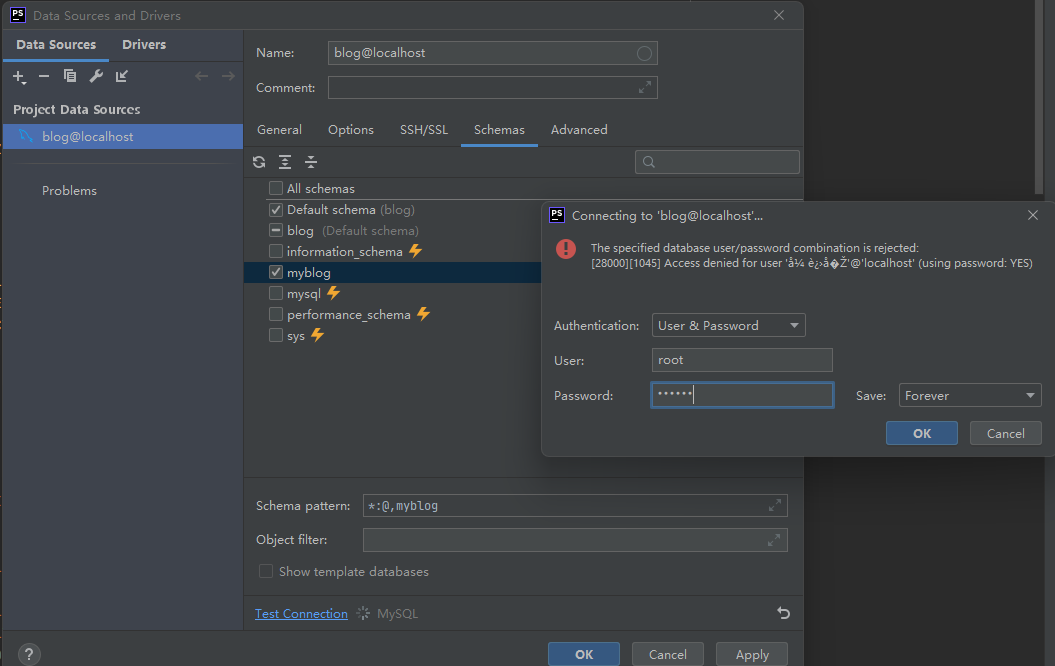 PS Data Sources and Drivers
Data Sources Drivers
Project Data Sources
blog@localhost
Problems
Name: blog@localhost
Comment:
General Options SSH/SSL Schemas Advanced
All schemas
Default schema (blog)
blog (Default schema)
information_schema
myblog
mysql
performance_schema
sys
Schema pattern: *:@,myblog
Object filter:
Show template databases
Test Connection MySQL
? OK Cancel Apply
PS Connecting to 'blog@localhost'...
The specified database user/password combination is rejected:
[28000][1045] Access denied for user 'å¼ è¿›å�Ž'@'localhost' (using password: YES)
Authentication: User & Password
User: root
Password: •••••• Save: Forever
OK Cancel